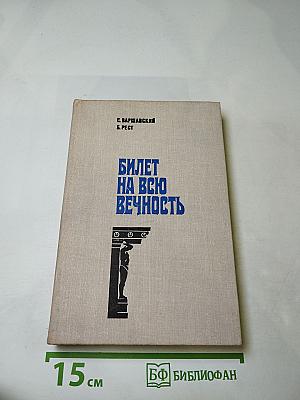 С. ВАРШАВСКИЙ
Б. РЕСТ
БИЛЕТ
НА ВСЮ
ВЕЧНОСТЬ
15 см
БФ БИБЛИОФАН